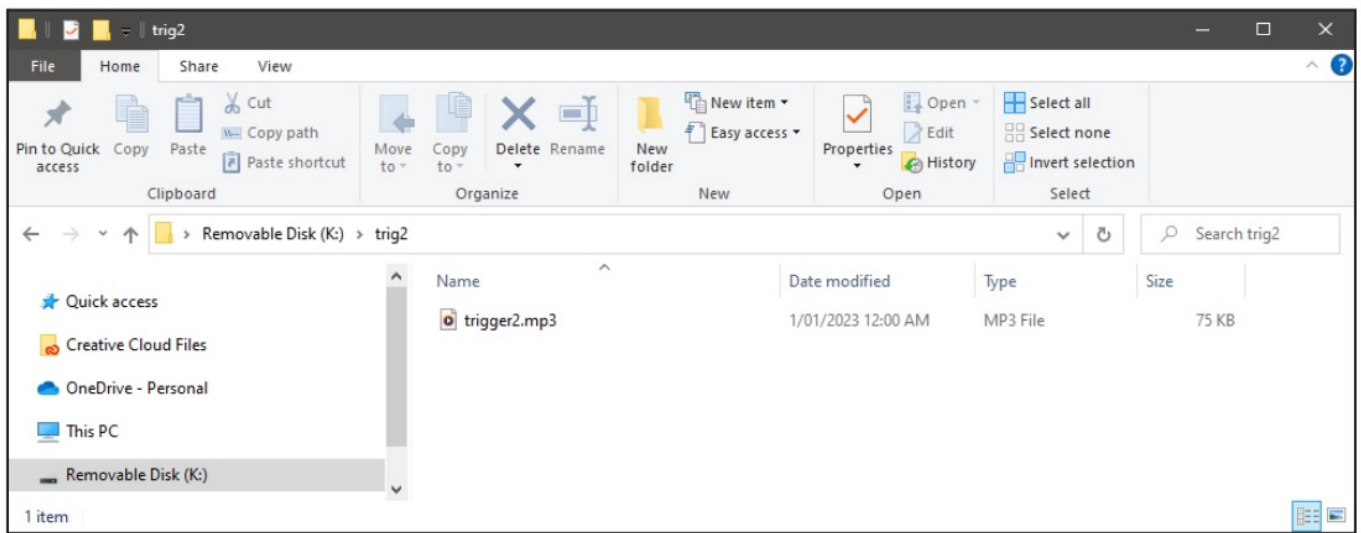 trig2
File Home Share View
Pin to Quick access
Copy
Paste
Cut
Copy path
Paste shortcut
Clipboard
Move to
Copy to
Delete
Rename
Organize
New folder
New item
Easy access
New
Properties
Open
Edit
History
Open
Select all
Select none
Invert selection
Select
Removable Disk (K:) > trig2
Search trig2
Quick access
Creative Cloud Files
OneDrive - Personal
This PC
Removable Disk (K:)
Name Date modified Type Size
trigger2.mp3 1/01/2023 12:00 AM MP3 File 75 KB
1 item